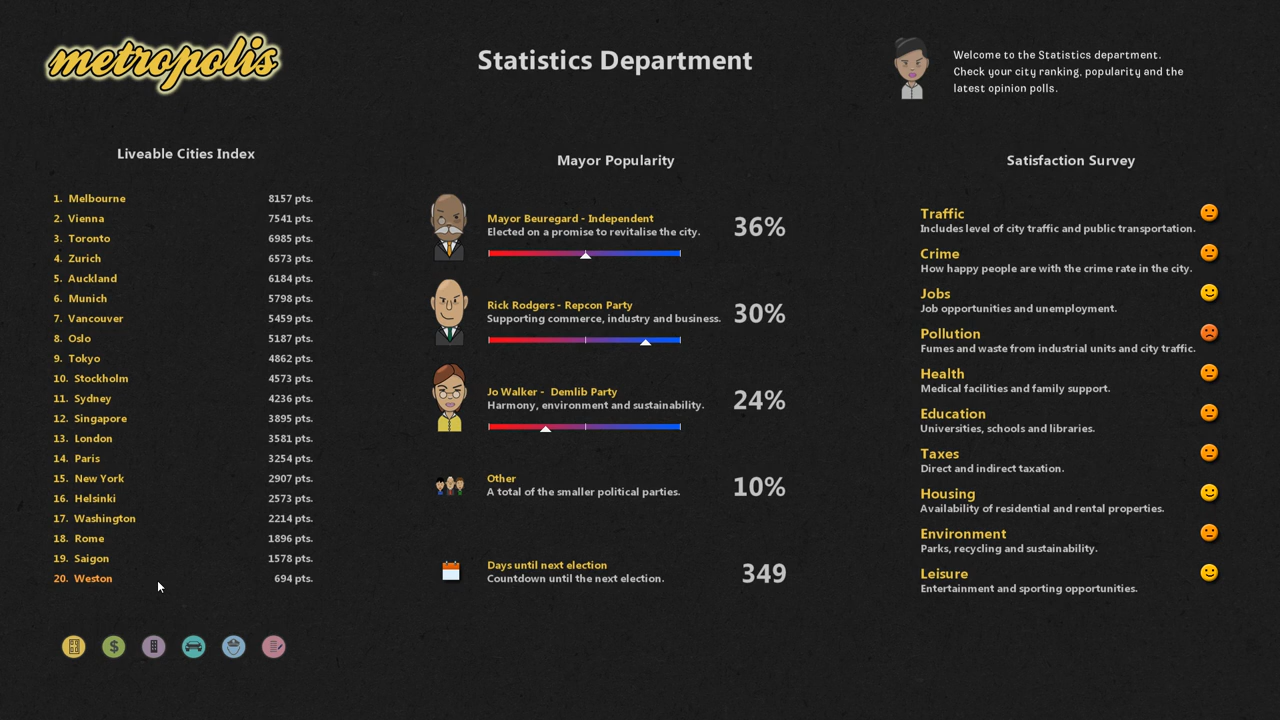 metropolis
Statistics Department
Welcome to the Statistics department.
Check your city ranking, popularity and the
latest opinion polls.
Liveable Cities Index
1. Melbourne 8157 pts.
2. Vienna 7541 pts.
3. Toronto 6985 pts.
4. Zurich 6573 pts.
5. Auckland 6184 pts.
6. Munich 5798 pts.
7. Vancouver 5459 pts.
8. Oslo 5187 pts.
9. Tokyo 4862 pts.
10. Stockholm 4573 pts.
11. Sydney 4236 pts.
12. Singapore 3895 pts.
13. London 3581 pts.
14. Paris 3254 pts.
15. New York 2907 pts.
16. Helsinki 2573 pts.
17. Washington 2214 pts.
18. Rome 1896 pts.
19. Saigon 1578 pts.
20. Weston 694 pts.
Mayor Popularity
Mayor Beuregard - Independent
Elected on a promise to revitalise the city.
36%
Rick Rodgers - Repcon Party
Supporting commerce, industry and business.
30%
Jo Walker - Demlib Party
Harmony, environment and sustainability.
24%
Other
A total of the smaller political parties.
10%
Days until next election
Countdown until the next election.
349
Satisfaction Survey
Traffic
Includes level of city traffic and public transportation.
Crime
How happy people are with the crime rate in the city.
Jobs
Job opportunities and unemployment.
Pollution
Fumes and waste from industrial units and city traffic.
Health
Medical facilities and family support.
Education
Universities, schools and libraries.
Taxes
Direct and indirect taxation.
Housing
Availability of residential and rental properties.
Environment
Parks, recycling and sustainability.
Leisure
Entertainment and sporting opportunities.
$